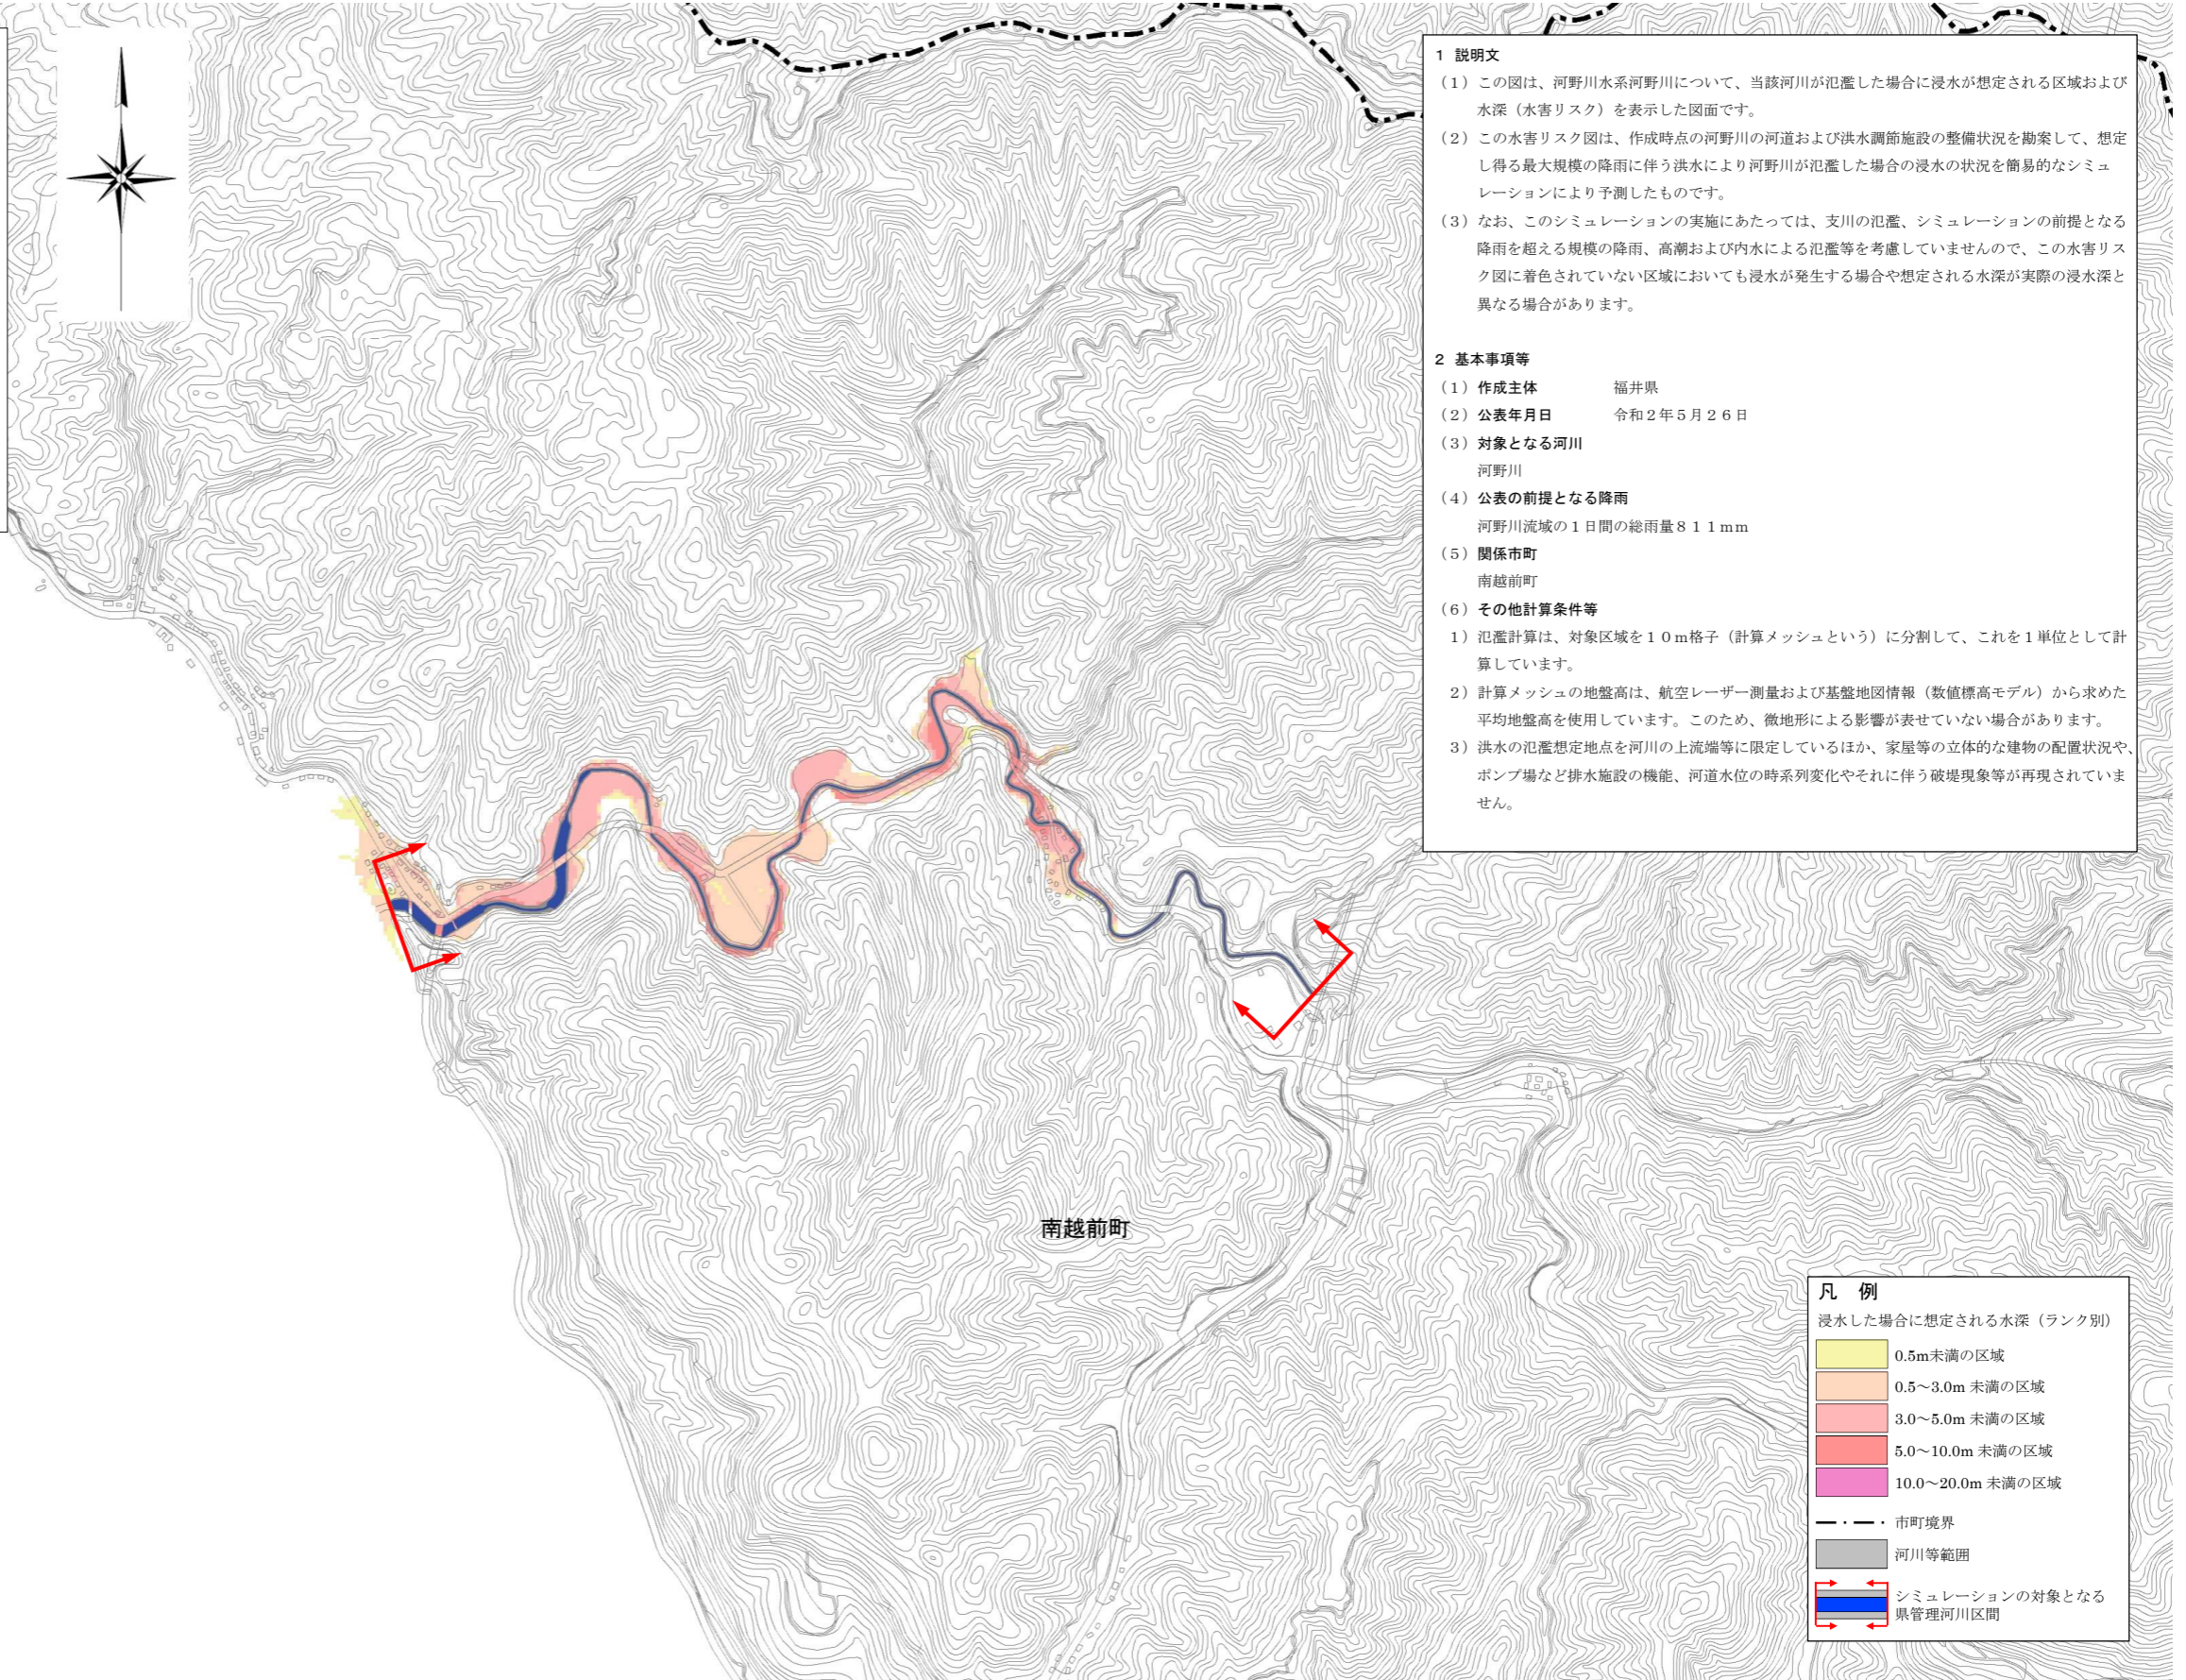 1 説明文
（1）この図は、河野川水系河野川について、当該河川が氾濫した場合に浸水が想定される区域および
水深（水害リスク）を表示した図面です。
（2）この水害リスク図は、作成時点の河野川の河道および洪水調節施設の整備状況を勘案して、想定
し得る最大規模の降雨に伴う洪水により河野川が氾濫した場合の浸水の状況を簡易的なシミュ
レーションにより予測したものです。
（3）なお、このシミュレーションの実施にあたっては、支川の氾濫、シミュレーションの前提となる
降雨を超える規模の降雨、高潮および内水による氾濫等を考慮していませんので、この水害リス
ク図に着色されていない区域においても浸水が発生する場合や想定される水深が実際の浸水深と
異なる場合があります。
2 基本事項等
（1）作成主体 福井県
（2）公表年月日 令和２年５月２６日
（3）対象となる河川
河野川
（4）公表の前提となる降雨
河野川流域の１日間の総雨量８１１mm
（5）関係市町
南越前町
（6）その他計算条件等
1）氾濫計算は、対象区域を１０ｍ格子（計算メッシュという）に分割して、これを１単位として計
算しています。
2）計算メッシュの地盤高は、航空レーザー測量および基盤地図情報（数値標高モデル）から求めた
平均地盤高を使用しています。このため、微地形による影響が表せていない場合があります。
3）洪水の氾濫想定地点を河川の上流端等に限定しているほか、家屋等の立体的な建物の配置状況や、
ポンプ場など排水施設の機能、河道水位の時系列変化やそれに伴う破堤現象等が再現されていま
せん。
南越前町
凡 例
浸水した場合に想定される水深（ランク別）
0.5m未満の区域
0.5～3.0m 未満の区域
3.0～5.0m 未満の区域
5.0～10.0m 未満の区域
10.0～20.0m 未満の区域
市町境界
河川等範囲
シミュレーションの対象となる
県管理河川区間